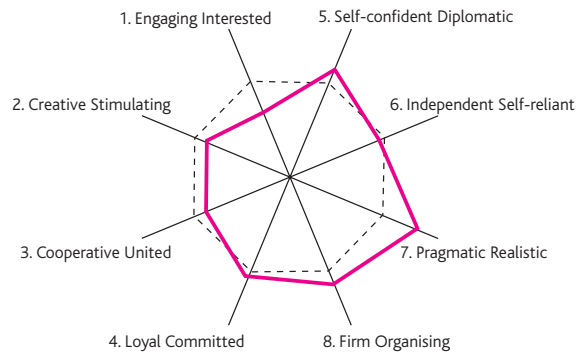 1. Engaging Interested
5. Self-confident Diplomatic
2. Creative Stimulating
6. Independent Self-reliant
3. Cooperative United
7. Pragmatic Realistic
4. Loyal Committed
8. Firm Organising